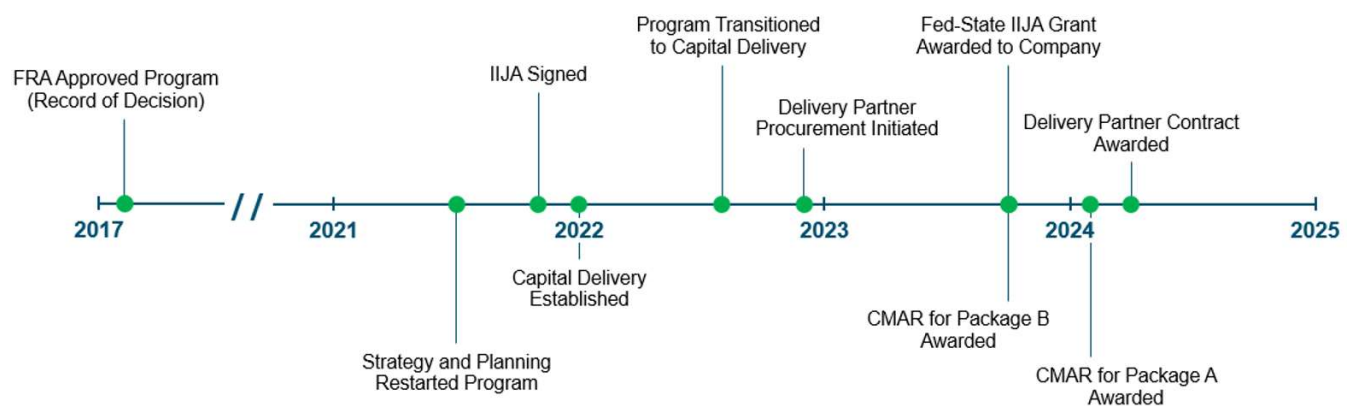 Program Transitioned
to Capital Delivery
Fed-State IIJA Grant
Awarded to Company
FRA Approved Program
(Record of Decision)
IIJA Signed
Delivery Partner
Procurement Initiated
Delivery Partner Contract
Awarded
//
2017
2021
2022
2023
2024
2025
Capital Delivery
Established
CMAR for Package B
Awarded
Strategy and Planning
Restarted Program
CMAR for Package A
Awarded